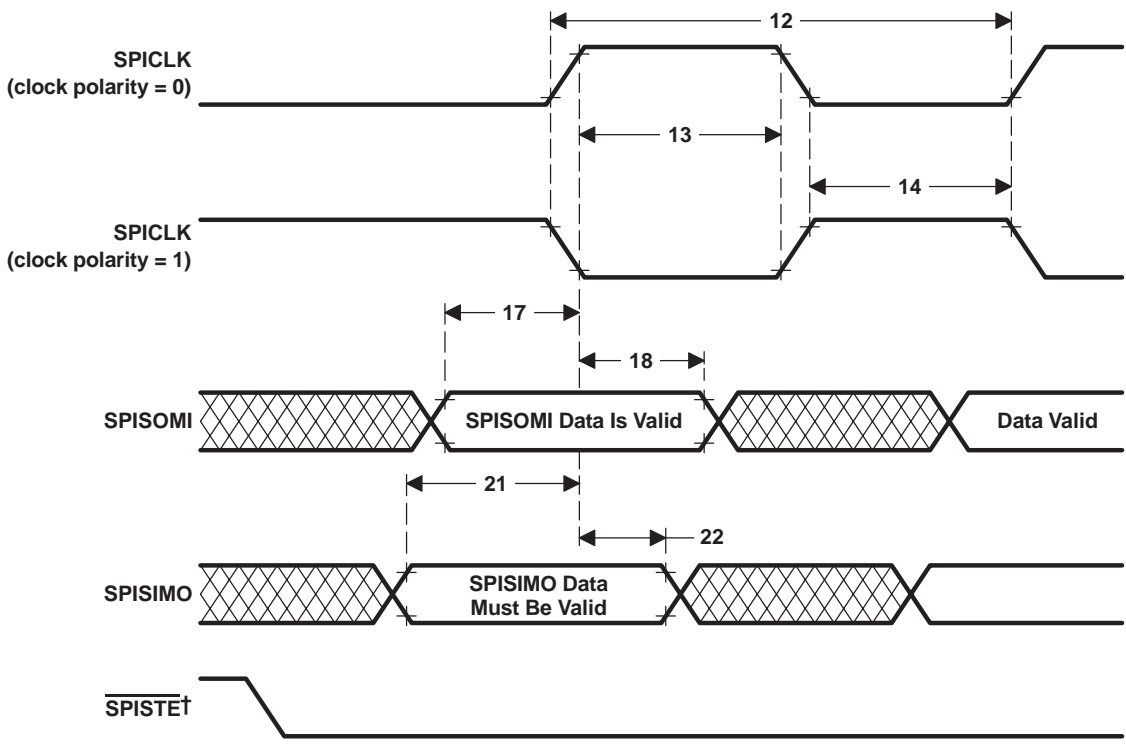 12
SPICLK
(clock polarity = 0)
13
14
SPICLK
(clock polarity = 1)
17
18
SPISOMI
SPISOMI Data Is Valid
Data Valid
21
22
SPISIMO
SPISIMO Data
Must Be Valid
SPISTE†